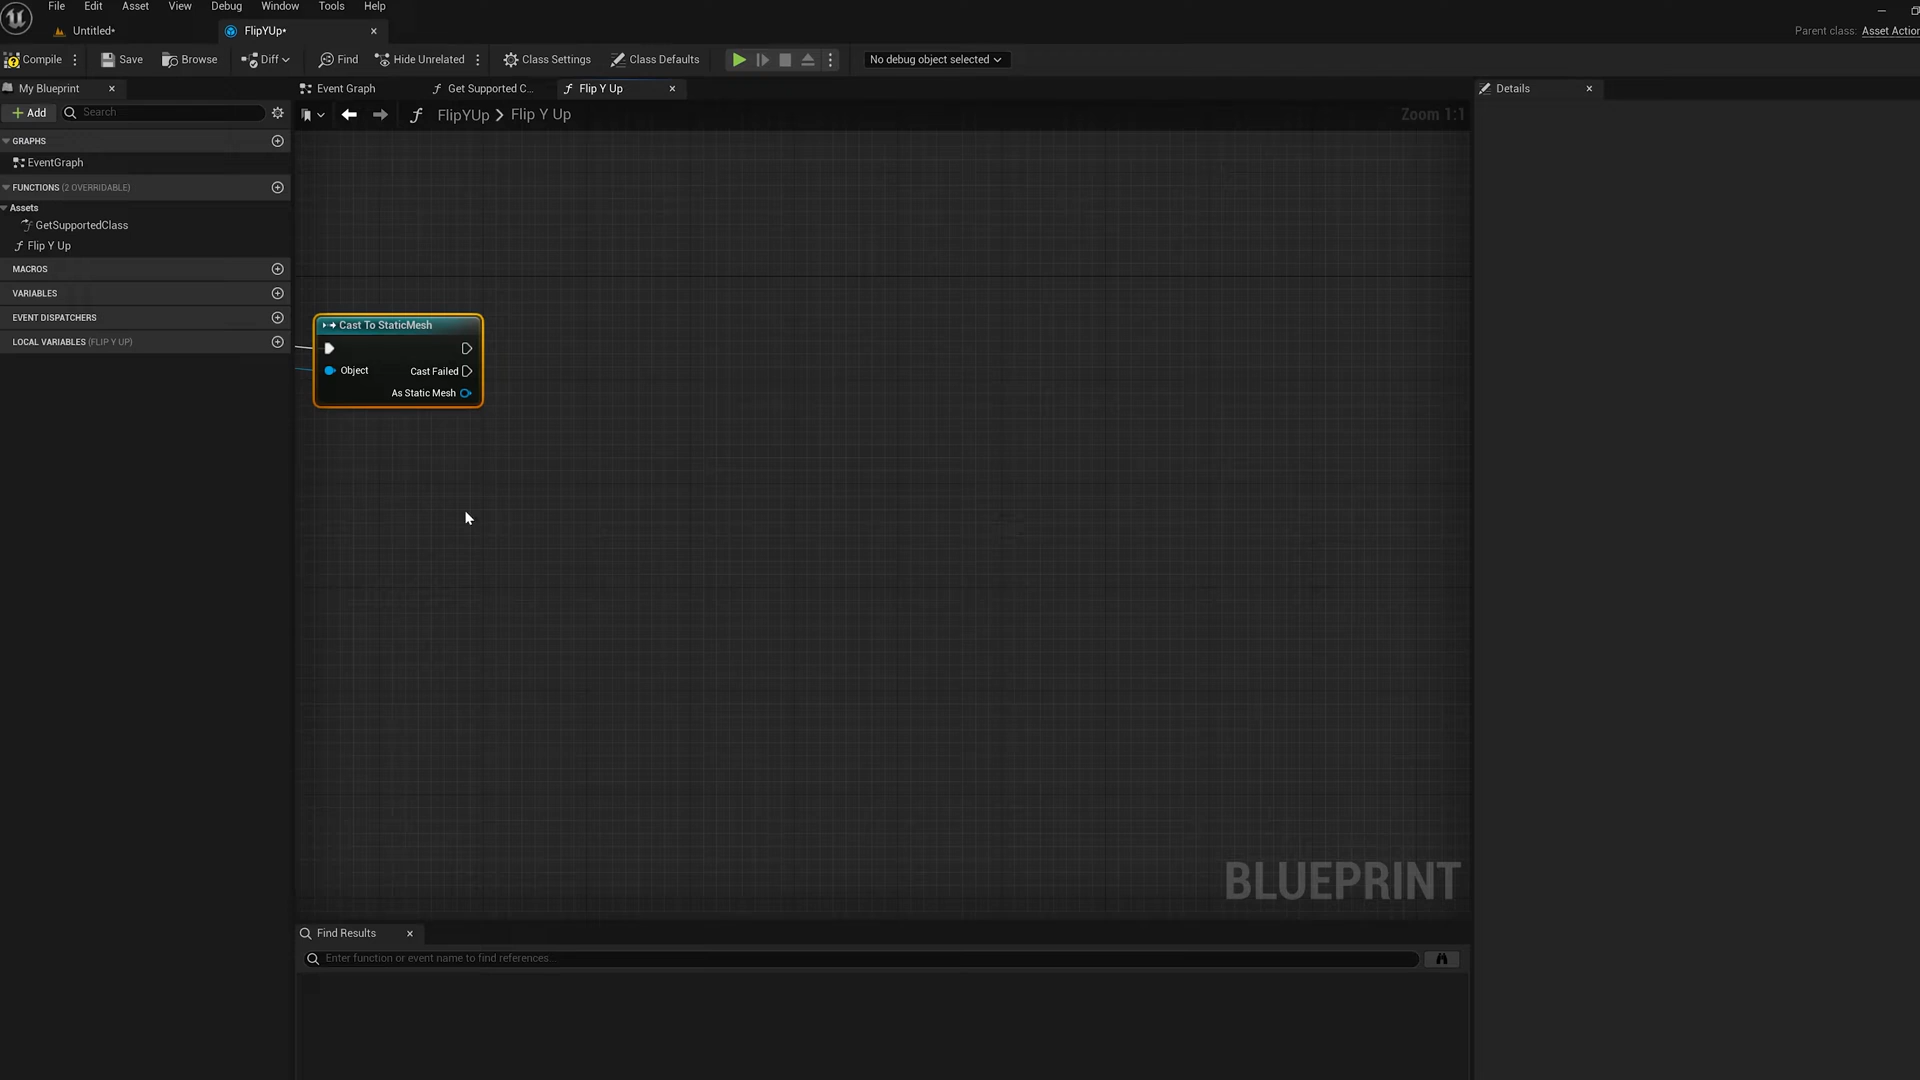 File Edit Asset View Debug Window Tools Help
Untitled* FlipYUp*
Parent class: Asset Action
Compile Save Browse Diff Find Hide Unrelated Class Settings Class Defaults No debug object selected
My Blueprint Event Graph Get Supported C... Flip Y Up Details
+ Add Search FlipYUp > Flip Y Up Zoom 1:1
GRAPHS
EventGraph
FUNCTIONS (2 OVERRIDABLE)
Assets
GetSupportedClass
Flip Y Up
MACROS
VARIABLES
EVENT DISPATCHERS
LOCAL VARIABLES (FLIP Y UP)
Cast To StaticMesh
Object Cast Failed
As Static Mesh
BLUEPRINT
Find Results
Enter function or event name to find references...